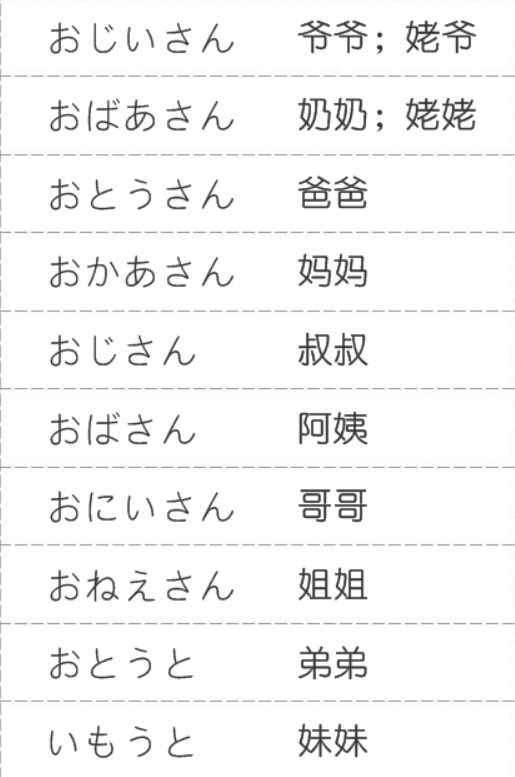 おじいさん 爷爷；姥爷
おばあさん 奶奶；姥姥
おとうさん 爸爸
おかあさん 妈妈
おじさん 叔叔
おばさん 阿姨
おにいさん 哥哥
おねえさん 姐姐
おとうと 弟弟
いもうと 妹妹